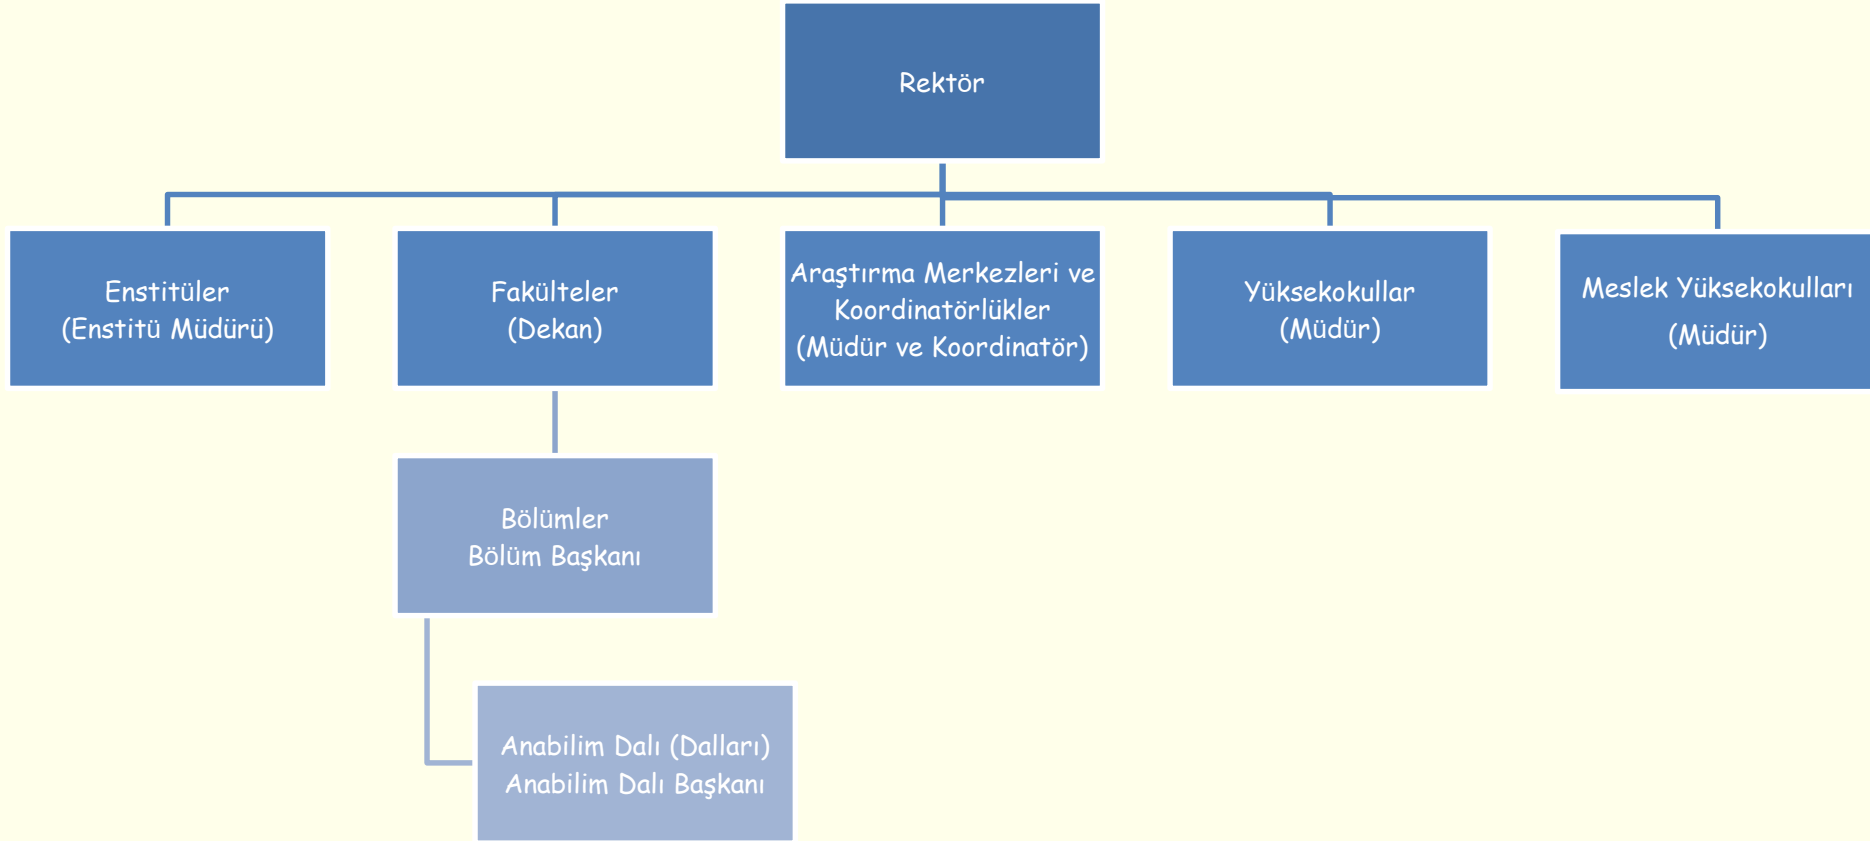 Rektör
Enstitüler
(Enstitü Müdürü)
Fakülteler
(Dekan)
Araştırma Merkezleri ve
Koordinatörlükler
(Müdür ve Koordinatör)
Yüksekokullar
(Müdür)
Meslek Yüksekokulları
(Müdür)
Bölümler
Bölüm Başkanı
Anabilim Dalı (Dalları)
Anabilim Dalı Başkanı